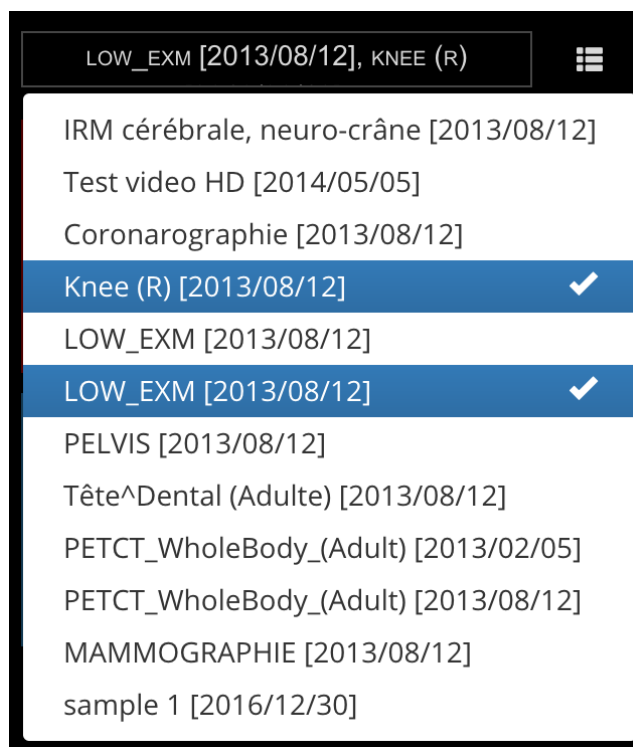 LOW_EXM [2013/08/12], KNEE (R)
IRM cérébrale, neuro-crâne [2013/08/12]
Test video HD [2014/05/05]
Coronarographie [2013/08/12]
Knee (R) [2013/08/12]
LOW_EXM [2013/08/12]
LOW_EXM [2013/08/12]
PELVIS [2013/08/12]
Tête^Dental (Adulte) [2013/08/12]
PETCT_WholeBody_(Adult) [2013/02/05]
PETCT_WholeBody_(Adult) [2013/08/12]
MAMMOGRAPHIE [2013/08/12]
sample 1 [2016/12/30]